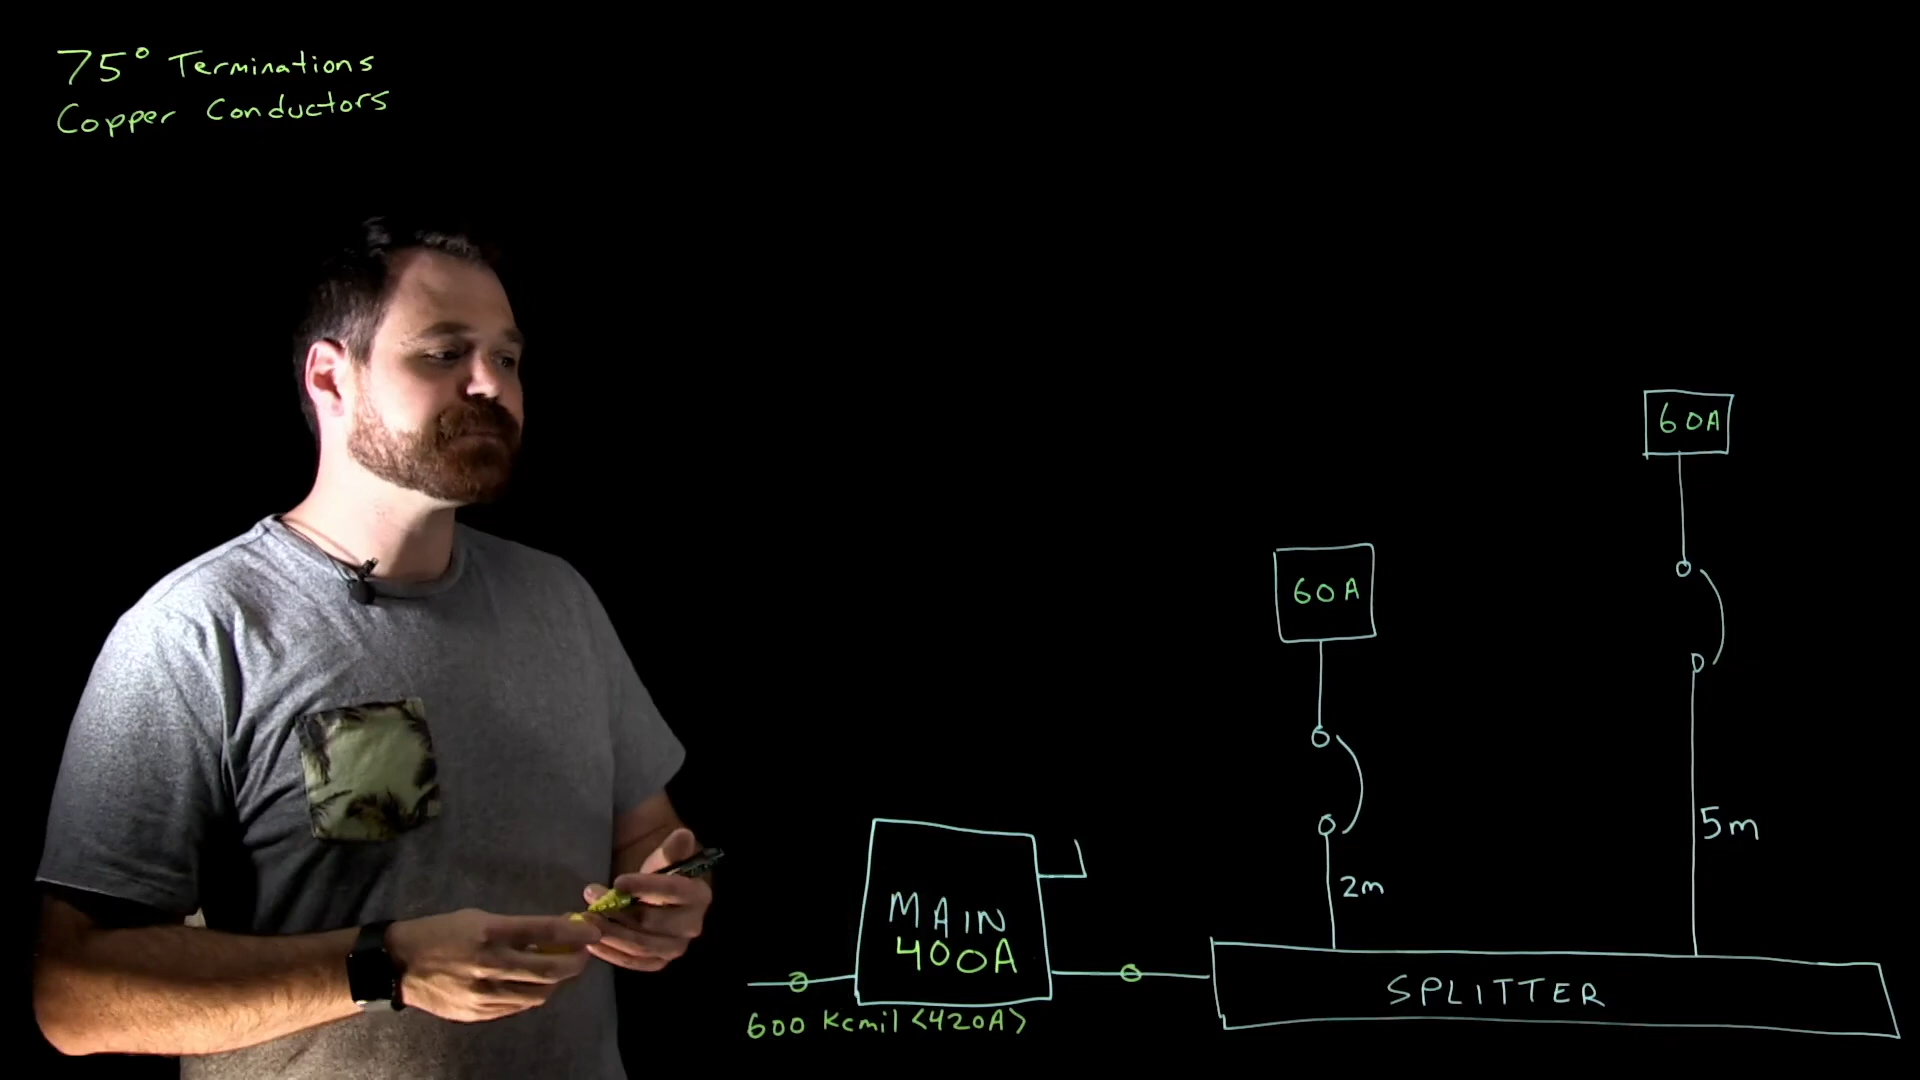 75° Terminations
Copper Conductors
60A
60A
5m
2m
MAIN
400A
SPLITTER
600 Kcmil <420A>